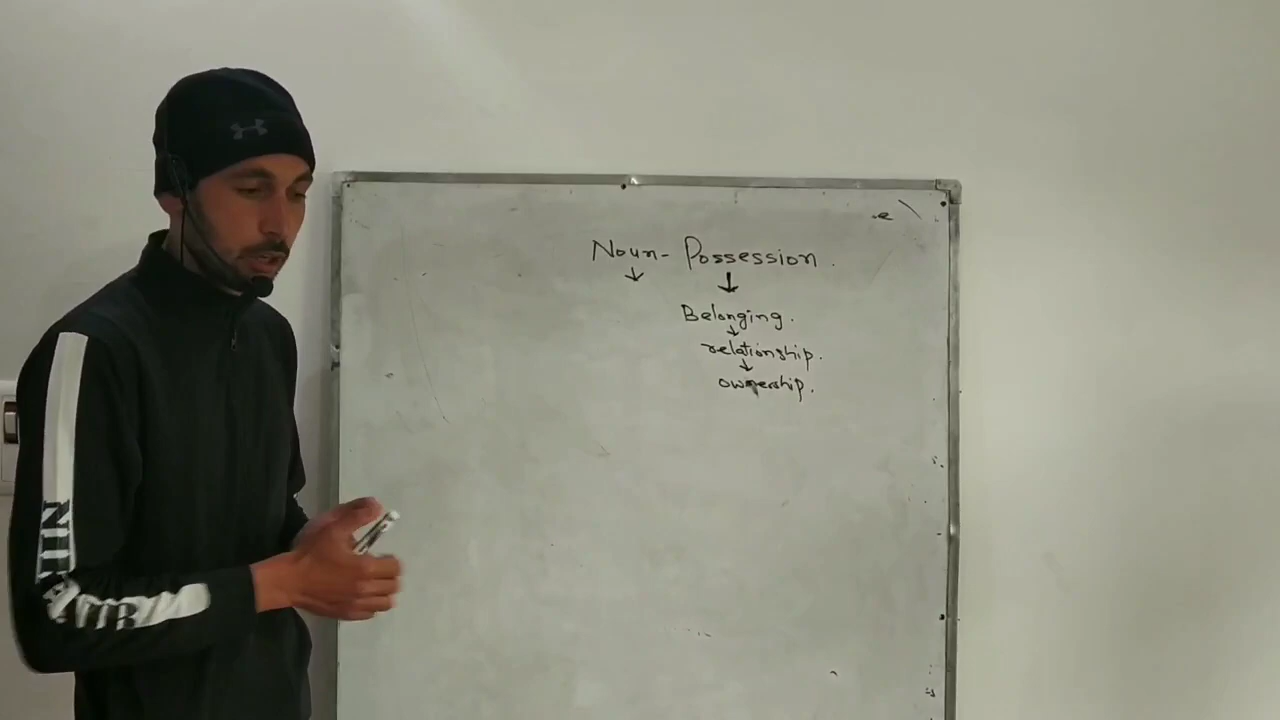 .e \
Noun- Possession.
Belonging.
relationship.
ownership.